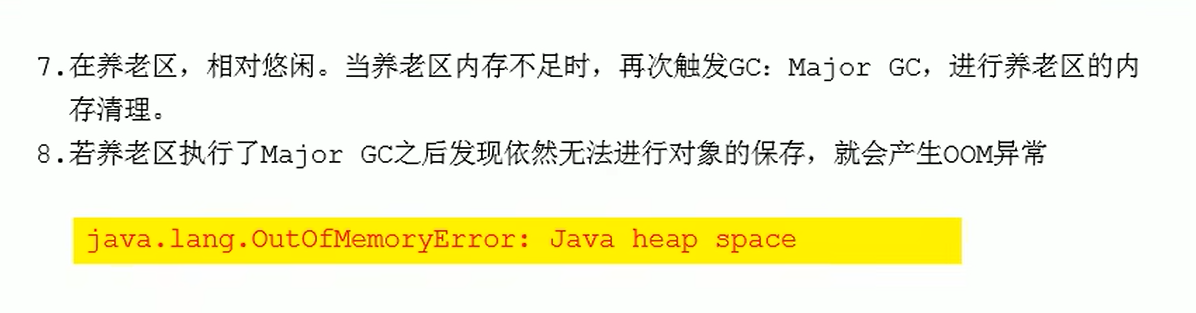 7.在养老区，相对悠闲。当养老区内存不足时，再次触发GC：Major GC，进行养老区的内
存清理。
8.若养老区执行了Major GC之后发现依然无法进行对象的保存，就会产生OOM异常
java.lang.OutOfMemoryError: Java heap space